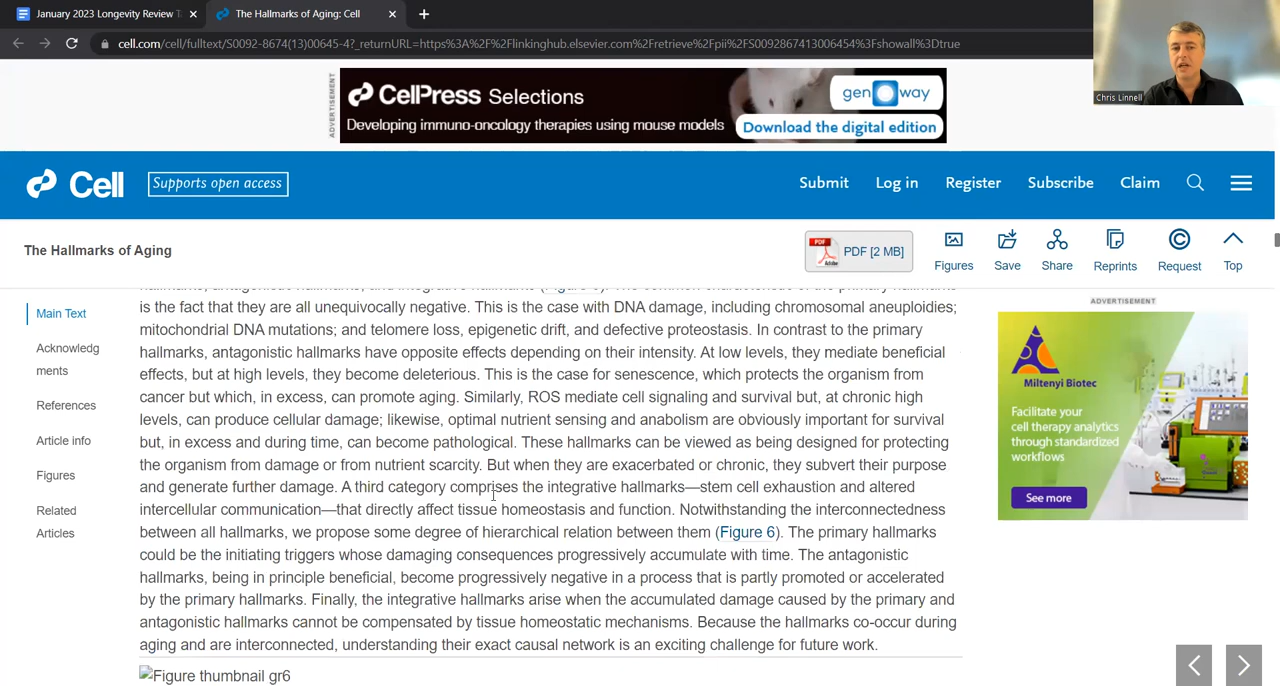 January 2023 Longevity Review T
The Hallmarks of Aging: Cell
cell.com/cell/fulltext/S0092-8674(13)00645-4?_returnURL=https%3A%2F%2Flinkinghub.elsevier.com%2Fretrieve%2Fpii%2FS0092867413006454%3Fshowall%3Dtrue
Chris Linnell
ADVERTISEMENT
CellPress Selections
Developing immuno-oncology therapies using mouse models
genOway
Download the digital edition
Cell
Supports open access
Submit
Log in
Register
Subscribe
Claim
The Hallmarks of Aging
PDF
Adobe
PDF [2 MB]
Figures
Save
Share
Reprints
Request
Top
Main Text
Acknowledg
ments
References
Article info
Figures
Related
Articles
is the fact that they are all unequivocally negative. This is the case with DNA damage, including chromosomal aneuploidies;
mitochondrial DNA mutations; and telomere loss, epigenetic drift, and defective proteostasis. In contrast to the primary
hallmarks, antagonistic hallmarks have opposite effects depending on their intensity. At low levels, they mediate beneficial
effects, but at high levels, they become deleterious. This is the case for senescence, which protects the organism from
cancer but which, in excess, can promote aging. Similarly, ROS mediate cell signaling and survival but, at chronic high
levels, can produce cellular damage; likewise, optimal nutrient sensing and anabolism are obviously important for survival
but, in excess and during time, can become pathological. These hallmarks can be viewed as being designed for protecting
the organism from damage or from nutrient scarcity. But when they are exacerbated or chronic, they subvert their purpose
and generate further damage. A third category comprises the integrative hallmarks—stem cell exhaustion and altered
intercellular communication—that directly affect tissue homeostasis and function. Notwithstanding the interconnectedness
between all hallmarks, we propose some degree of hierarchical relation between them (Figure 6). The primary hallmarks
could be the initiating triggers whose damaging consequences progressively accumulate with time. The antagonistic
hallmarks, being in principle beneficial, become progressively negative in a process that is partly promoted or accelerated
by the primary hallmarks. Finally, the integrative hallmarks arise when the accumulated damage caused by the primary and
antagonistic hallmarks cannot be compensated by tissue homeostatic mechanisms. Because the hallmarks co-occur during
aging and are interconnected, understanding their exact causal network is an exciting challenge for future work.
Figure thumbnail gr6
ADVERTISEMENT
Miltenyi Biotec
Facilitate your
cell therapy analytics
through standardized
workflows
See more